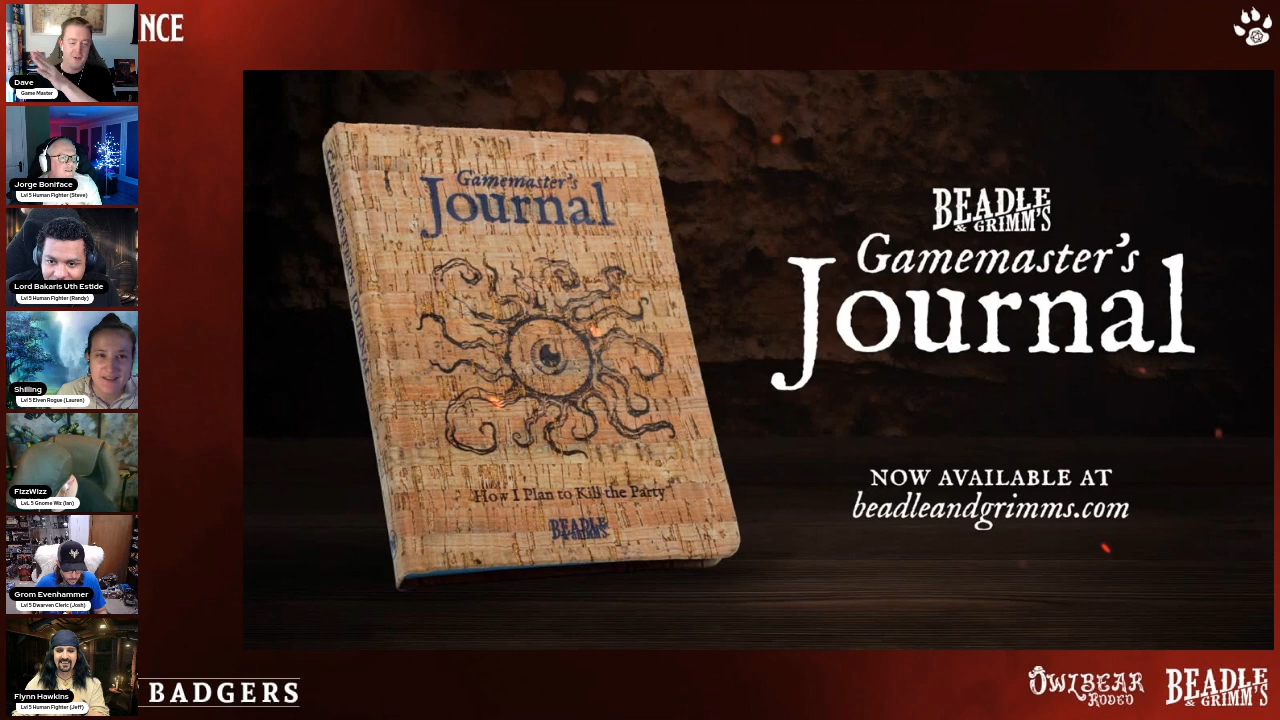 NCE
Dave
Game Master
Jorge Boniface
Lvl 5 Human Fighter (Steve)
Lord Bakaris Uth Estide
Lvl 5 Human Fighter (Randy)
Shilling
Lvl 5 Elven Rogue (Lauren)
FizzWizz
LvL 5 Gnome Wiz (Ian)
Grom Evenhammer
Lvl 5 Dwarven Cleric (Josh)
Flynn Hawkins
Lvl 5 Human Fighter (Jeff)
Gamemaster's
Journal
How I Plan to Kill the Party
BEADLE
& GRIMM'S
BEADLE
& GRIMM'S
Gamemaster's
Journal
NOW AVAILABLE AT
beadleandgrimms.com
BADGERS
OWLBEAR
RODEO
BEADLE
& GRIMM'S